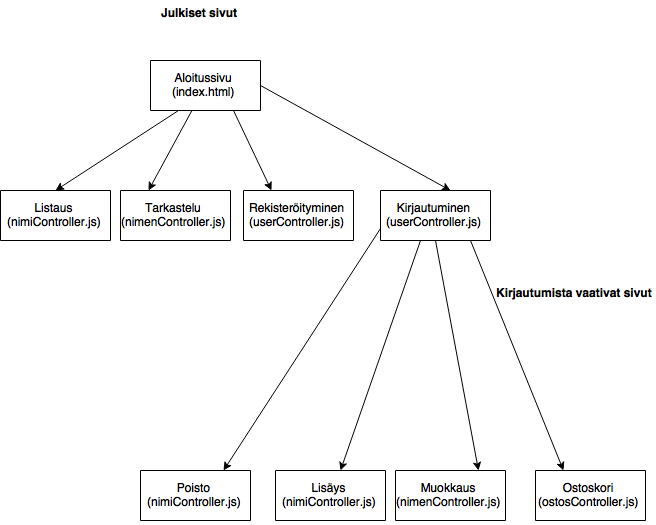 Julkiset sivut
Aloitussivu
(index.html)
Listaus
(nimiController.js)
Tarkastelu
(nimenController.js)
Rekisteröityminen
(userController.js)
Kirjautuminen
(userController.js)
Kirjautumista vaativat sivut
Poisto
(nimiController.js)
Lisäys
(nimiController.js)
Muokkaus
(nimenController.js)
Ostoskori
(ostosController.js)